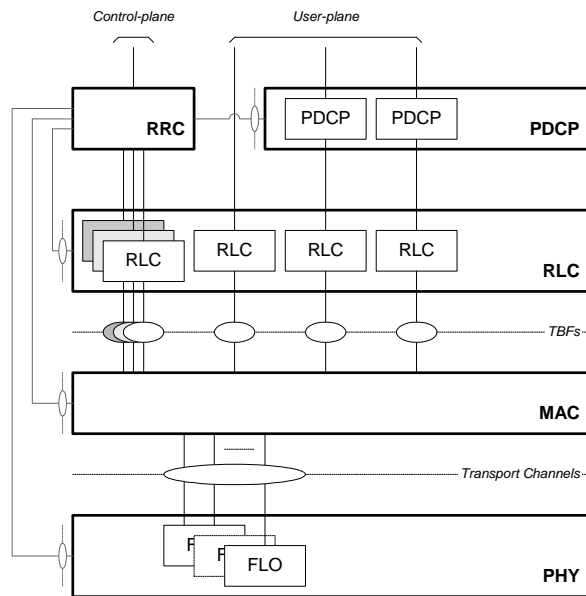 Control-plane
User-plane
PDCP
PDCP
RRC
PDCP
RLC
RLC
RLC
RLC
RLC
TBFs
MAC
Transport Channels
F
F
FLO
PHY